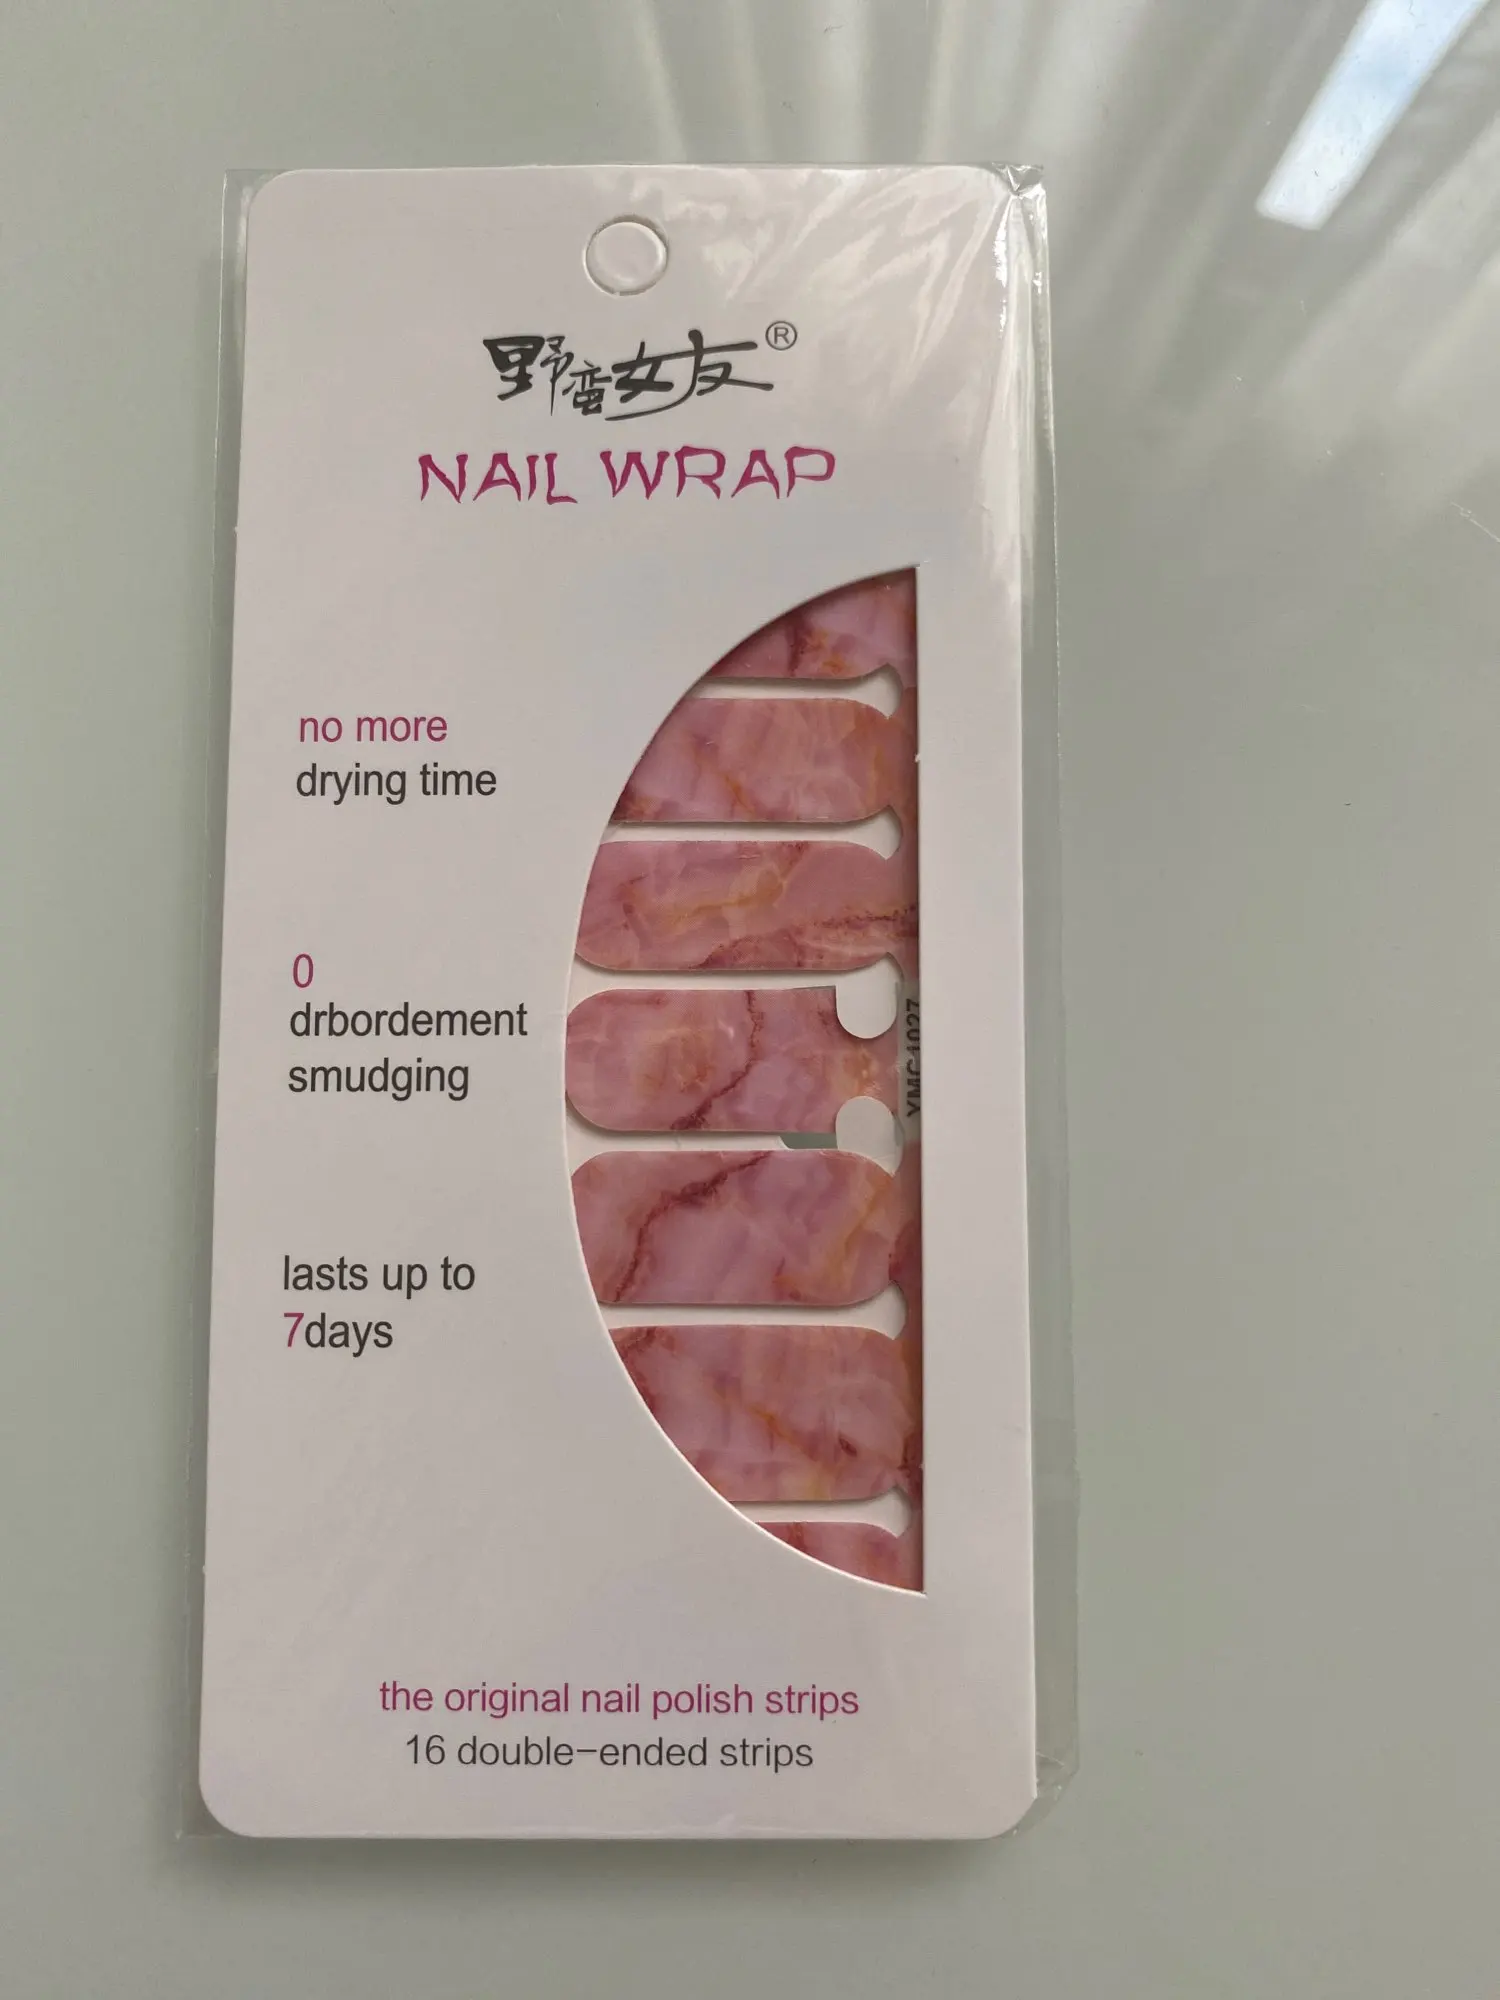 野蛮女友®
NAIL WRAP
no more
drying time
0
drbordement
smudging
YMC1027
lasts up to
7days
the original nail polish strips
16 double-ended strips